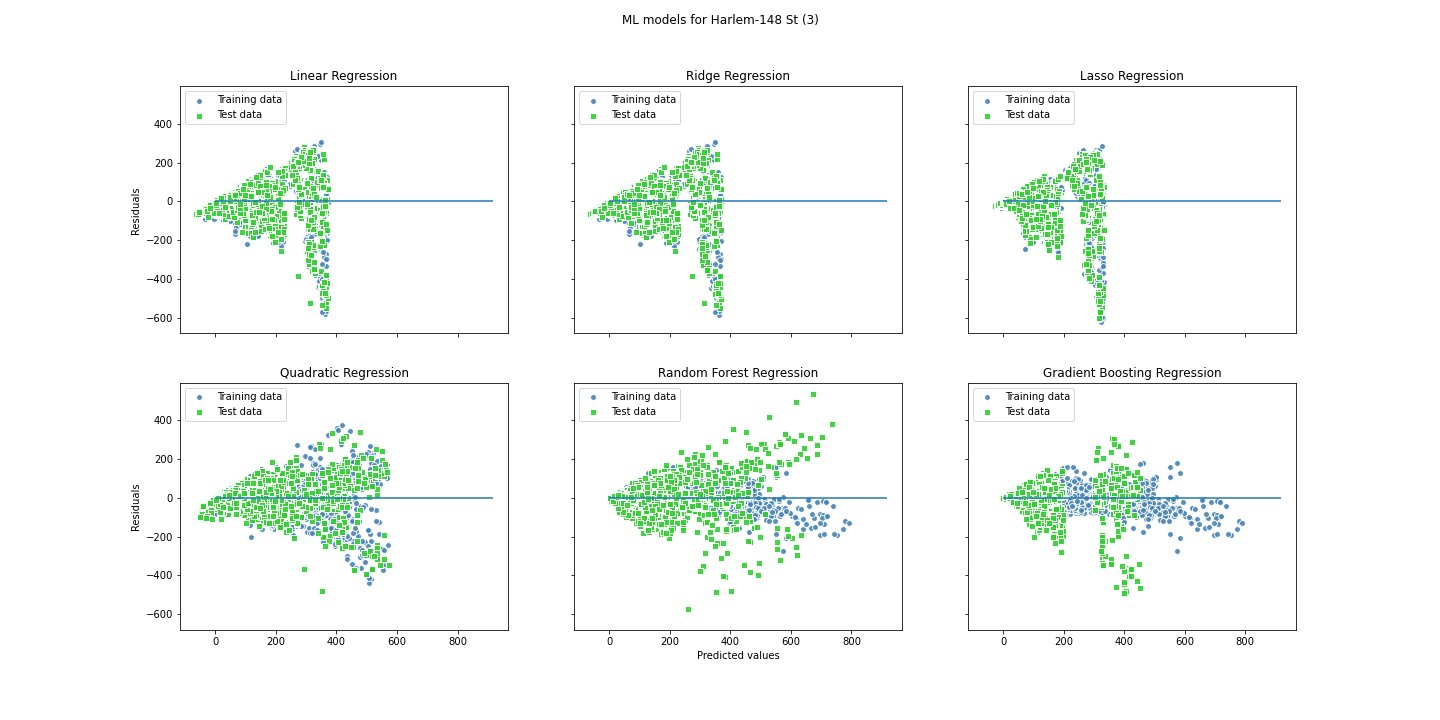 ML models for Harlem-148 St (3)
Linear Regression
Training data
Test data
400
200
0
−200
−400
−600
Residuals
Ridge Regression
Training data
Test data
Lasso Regression
Training data
Test data
Quadratic Regression
Training data
Test data
400
200
0
−200
−400
−600
Residuals
0 200 400 600 800
Random Forest Regression
Training data
Test data
0 200 400 600 800
Predicted values
Gradient Boosting Regression
Training data
Test data
0 200 400 600 800